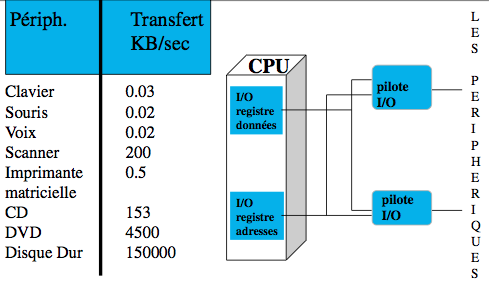 Périph. Transfert
KB/sec
Clavier 0.03
Souris 0.02
Voix 0.02
Scanner 200
Imprimante 0.5
matricielle
CD 153
DVD 4500
Disque Dur 150000
CPU
I/O
registre
données
I/O
registre
adresses
pilote
I/O
pilote
I/O
LES PERIPHERIQUES